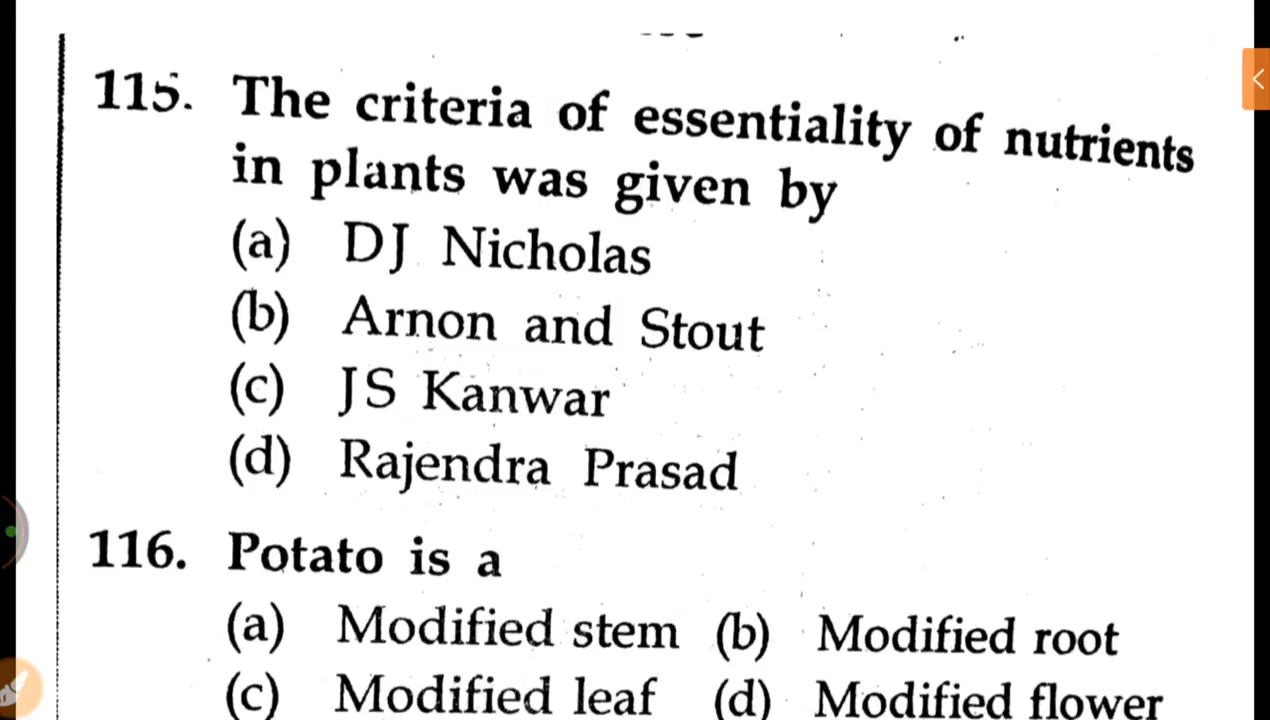 115. The criteria of essentiality of nutrients
in plants was given by
(a) DJ Nicholas
(b) Arnon and Stout
(c) JS Kanwar
(d) Rajendra Prasad
116. Potato is a
(a) Modified stem (b) Modified root
(c) Modified leaf (d) Modified flower